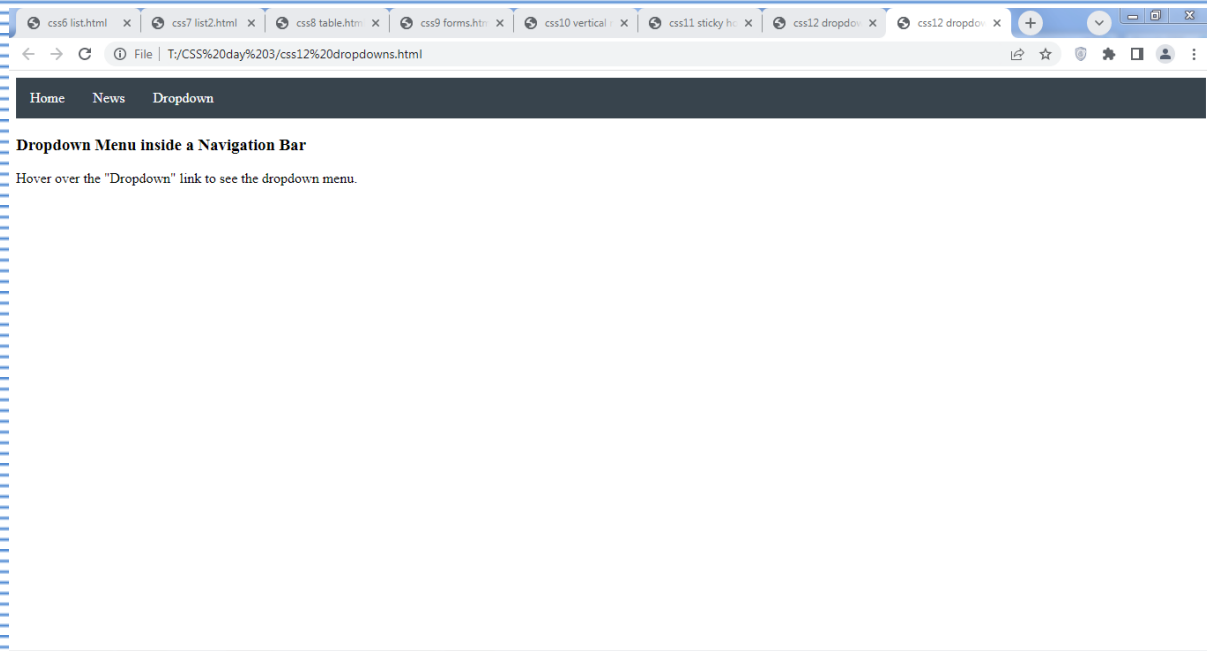 css6 list.html css7 list2.html css8 table.htm css9 forms.htm css10 vertical css11 sticky css12 dropdov css12 dropdov
File T:/CSS%20day%203/css12%20dropdowns.html
Home News Dropdown
Dropdown Menu inside a Navigation Bar
Hover over the "Dropdown" link to see the dropdown menu.